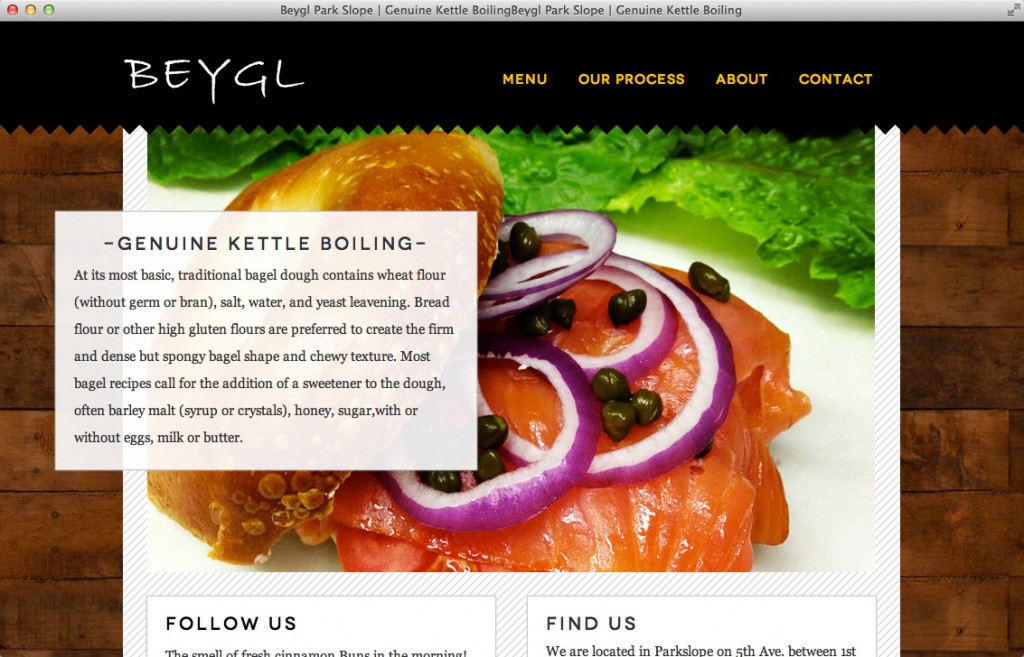 Beygl Park Slope | Genuine Kettle BoilingBeygl Park Slope | Genuine Kettle Boiling
BEYGL
MENU OUR PROCESS ABOUT CONTACT
-GENUINE KETTLE BOILING-
At its most basic, traditional bagel dough contains wheat flour
(without germ or bran), salt, water, and yeast leavening. Bread
flour or other high gluten flours are preferred to create the firm
and dense but spongy bagel shape and chewy texture. Most
bagel recipes call for the addition of a sweetener to the dough,
often barley malt (syrup or crystals), honey, sugar,with or
without eggs, milk or butter.
FOLLOW US
The smell of fresh cinnamon Buns in the morning!
FIND US
We are located in Parkslope on 5th Ave. between 1st